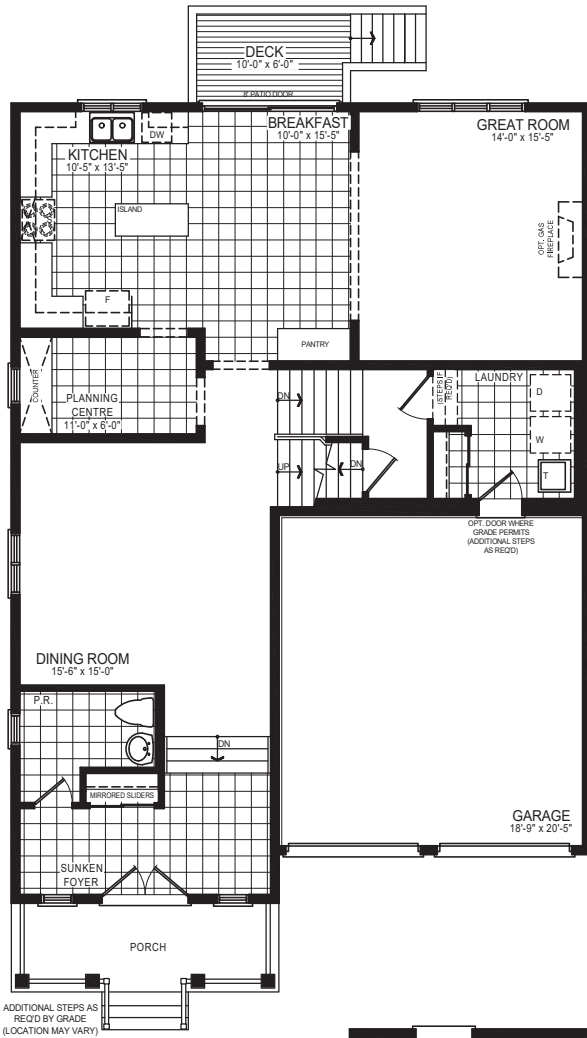 DECK
10'-0" x 6'-0"
8' PATIO DOOR
BREAKFAST
10'-0" x 15'-5"
GREAT ROOM
14'-0" x 15'-5"
DW
KITCHEN
10'-5" x 13'-5"
ISLAND
OPT. GAS
FIREPLACE
F
PANTRY
COUNTER
PLANNING
CENTRE
11'-0" x 6'-0"
DN
(STEPS IF
REQ'D)
LAUNDRY
D
W
T
UP
DN
OPT. DOOR WHERE
GRADE PERMITS
(ADDITIONAL STEPS
AS REQ'D)
DINING ROOM
15'-6" x 15'-0"
P.R.
DN
MIRRORED SLIDERS
GARAGE
18'-9" x 20'-5"
SUNKEN
FOYER
PORCH
ADDITIONAL STEPS AS
REQ'D BY GRADE
(LOCATION MAY VARY)